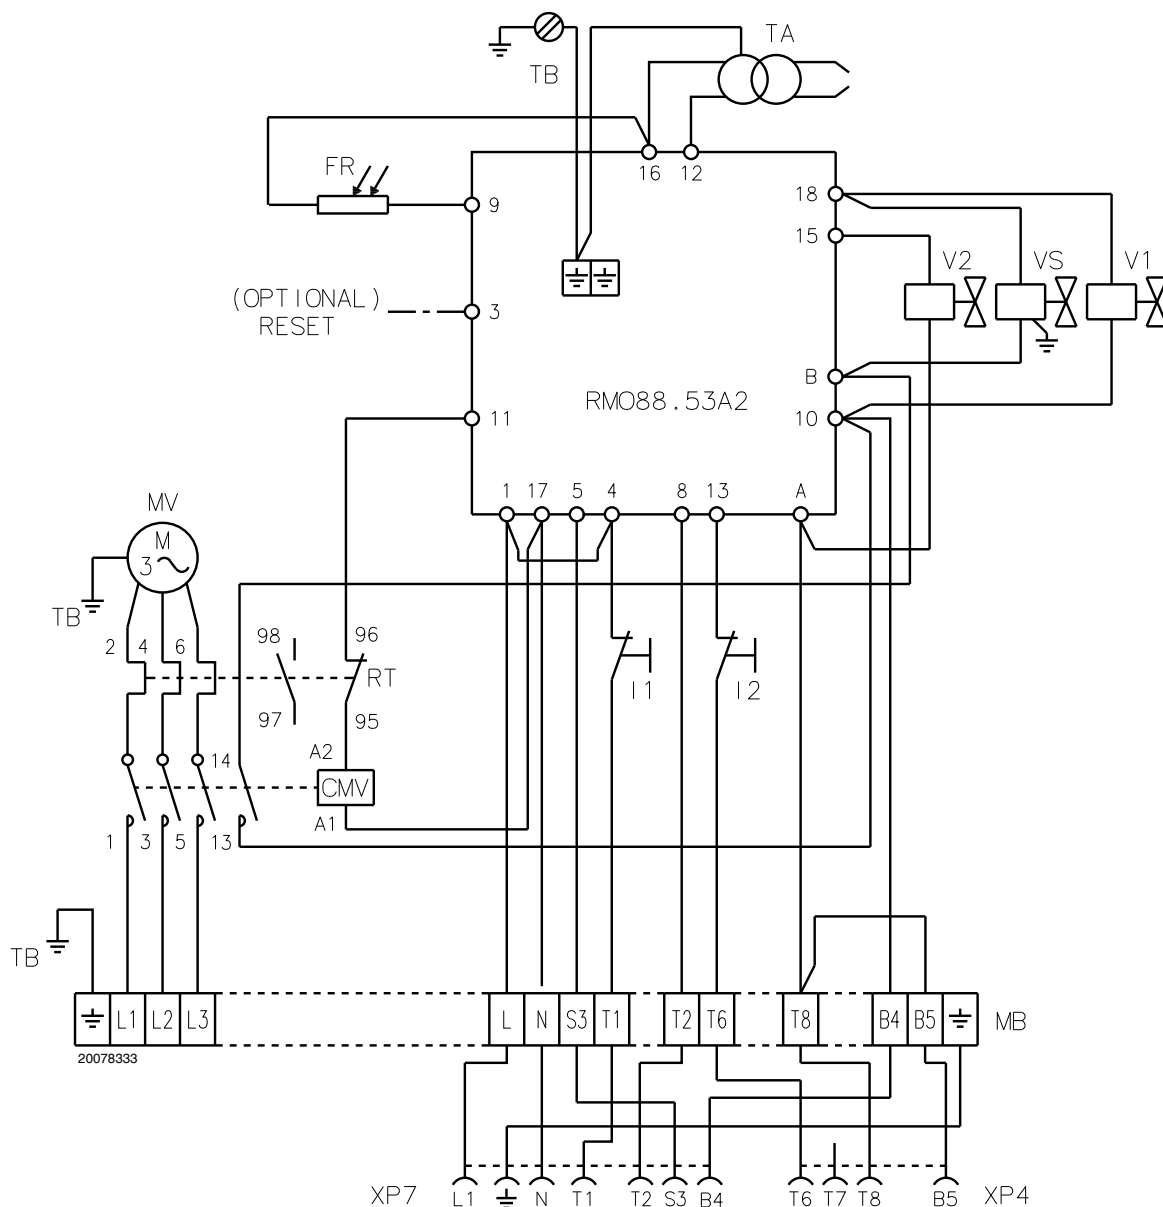 TA
TB
FR
16 12
9
18
15
V2 VS V1
(OPTIONAL)
RESET
3
B
RMO88.53A2
11
10
1 17 5 4 8 13 A
MV
M
3
TB
2 4 6
98 96
RT
97 95
I1 I2
A2
14
CMV
A1
1 3 5 13
TB
L1 L2 L3 L N S3 T1 T2 T6 T8 B4 B5 MB
20078333
XP7 L1 N T1 T2 S3 B4 T6 T7 T8 B5 XP4